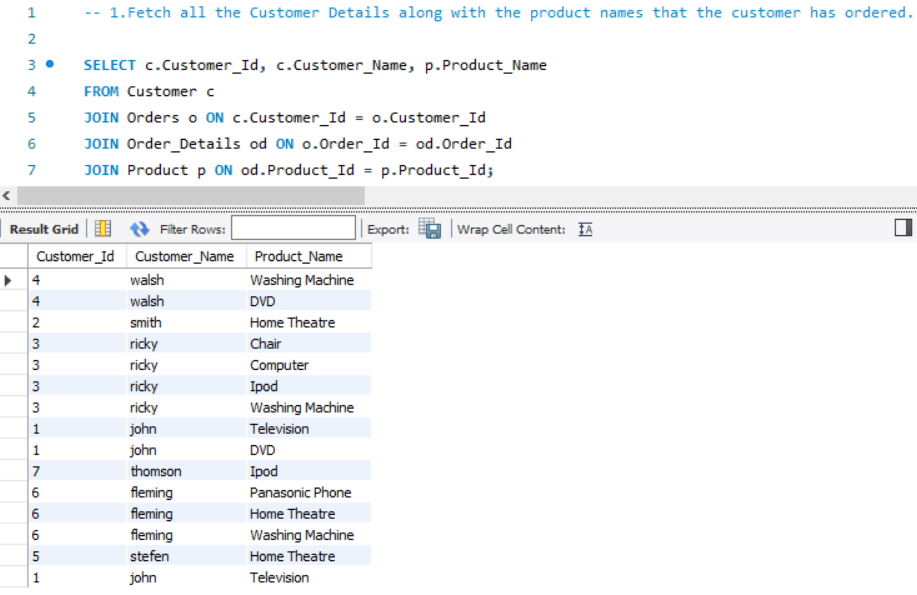 1 -- 1.Fetch all the Customer Details along with the product names that the customer has ordered.
2
3 SELECT c.Customer_Id, c.Customer_Name, p.Product_Name
4 FROM Customer c
5 JOIN Orders o ON c.Customer_Id = o.Customer_Id
6 JOIN Order_Details od ON o.Order_Id = od.Order_Id
7 JOIN Product p ON od.Product_Id = p.Product_Id;
Result Grid Filter Rows: Export: Wrap Cell Content: IA
Customer_Id Customer_Name Product_Name
4 walsh Washing Machine
4 walsh DVD
2 smith Home Theatre
3 ricky Chair
3 ricky Computer
3 ricky Ipod
3 ricky Washing Machine
1 john Television
1 john DVD
7 thomson Ipod
6 fleming Panasonic Phone
6 fleming Home Theatre
6 fleming Washing Machine
5 stefen Home Theatre
1 john Television